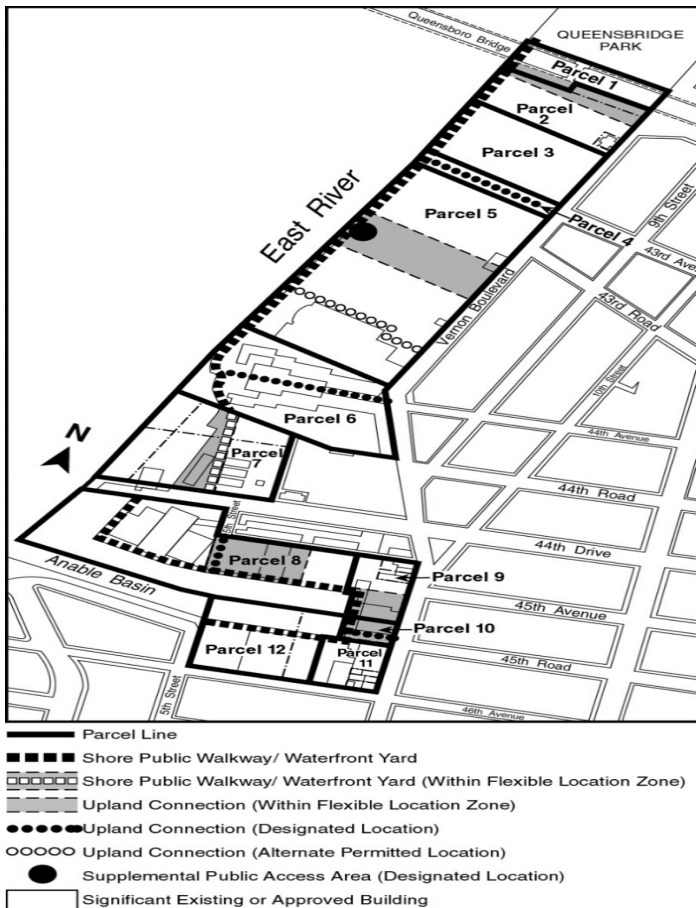 Queensboro Bridge
QUEENSBRIDGE
PARK
Parcel 1
Parcel
2
Parcel 3
East River
Parcel 5
Parcel 4
9th Street
43rd Ave
43rd Road
Vernon Boulevard
10th Street
Parcel 6
44th Avenue
N
Parcel
7
44th Road
5th Street
44th Drive
Parcel 8
Parcel 9
Anable Basin
45th Avenue
Parcel 10
Parcel 12
Parcel
11
45th Road
5th Street
46th Avenue
Parcel Line
Shore Public Walkway/ Waterfront Yard
Shore Public Walkway/ Waterfront Yard (Within Flexible Location Zone)
Upland Connection (Within Flexible Location Zone)
Upland Connection (Designated Location)
Upland Connection (Alternate Permitted Location)
Supplemental Public Access Area (Designated Location)
Significant Existing or Approved Building